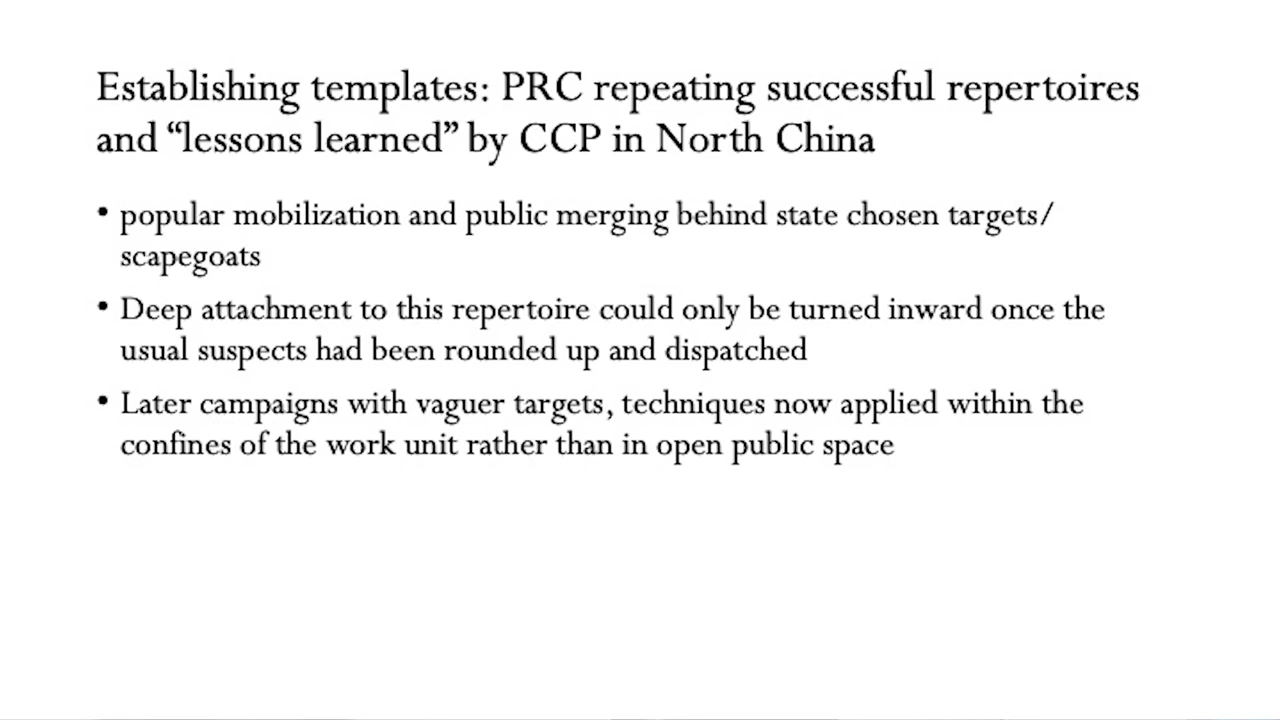 Establishing templates: PRC repeating successful repertoires
and “lessons learned” by CCP in North China
• popular mobilization and public merging behind state chosen targets/
scapegoats
• Deep attachment to this repertoire could only be turned inward once the
usual suspects had been rounded up and dispatched
• Later campaigns with vaguer targets, techniques now applied within the
confines of the work unit rather than in open public space